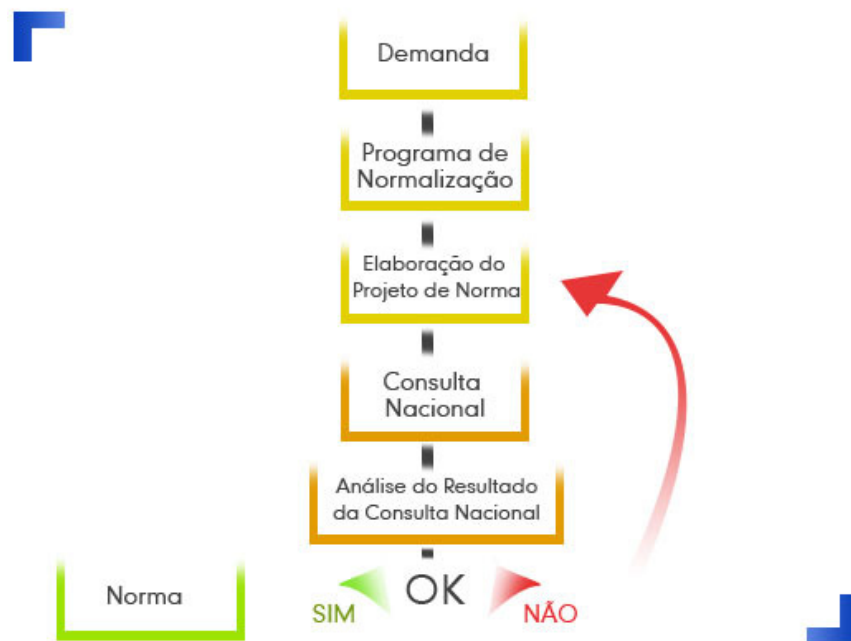 Demanda
Programa de
Normalização
Elaboração do
Projeto de Norma
Consulta
Nacional
Análise do Resultado
da Consulta Nacional
OK
SIM
NÃO
Norma